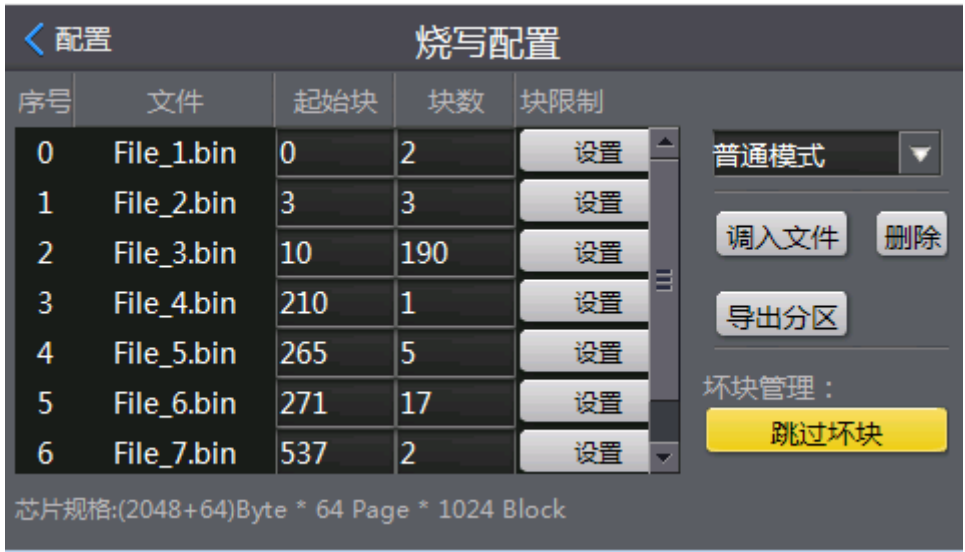 配置 烧写配置
序号 文件 起始块 块数 块限制
0 File_1.bin 0 2 设置 普通模式
1 File_2.bin 3 3 设置
调入文件 删除
2 File_3.bin 10 190 设置
3 File_4.bin 210 1 设置
导出分区
4 File_5.bin 265 5 设置
坏块管理：
5 File_6.bin 271 17 设置
跳过坏块
6 File_7.bin 537 2 设置
芯片规格:(2048+64)Byte * 64 Page * 1024 Block